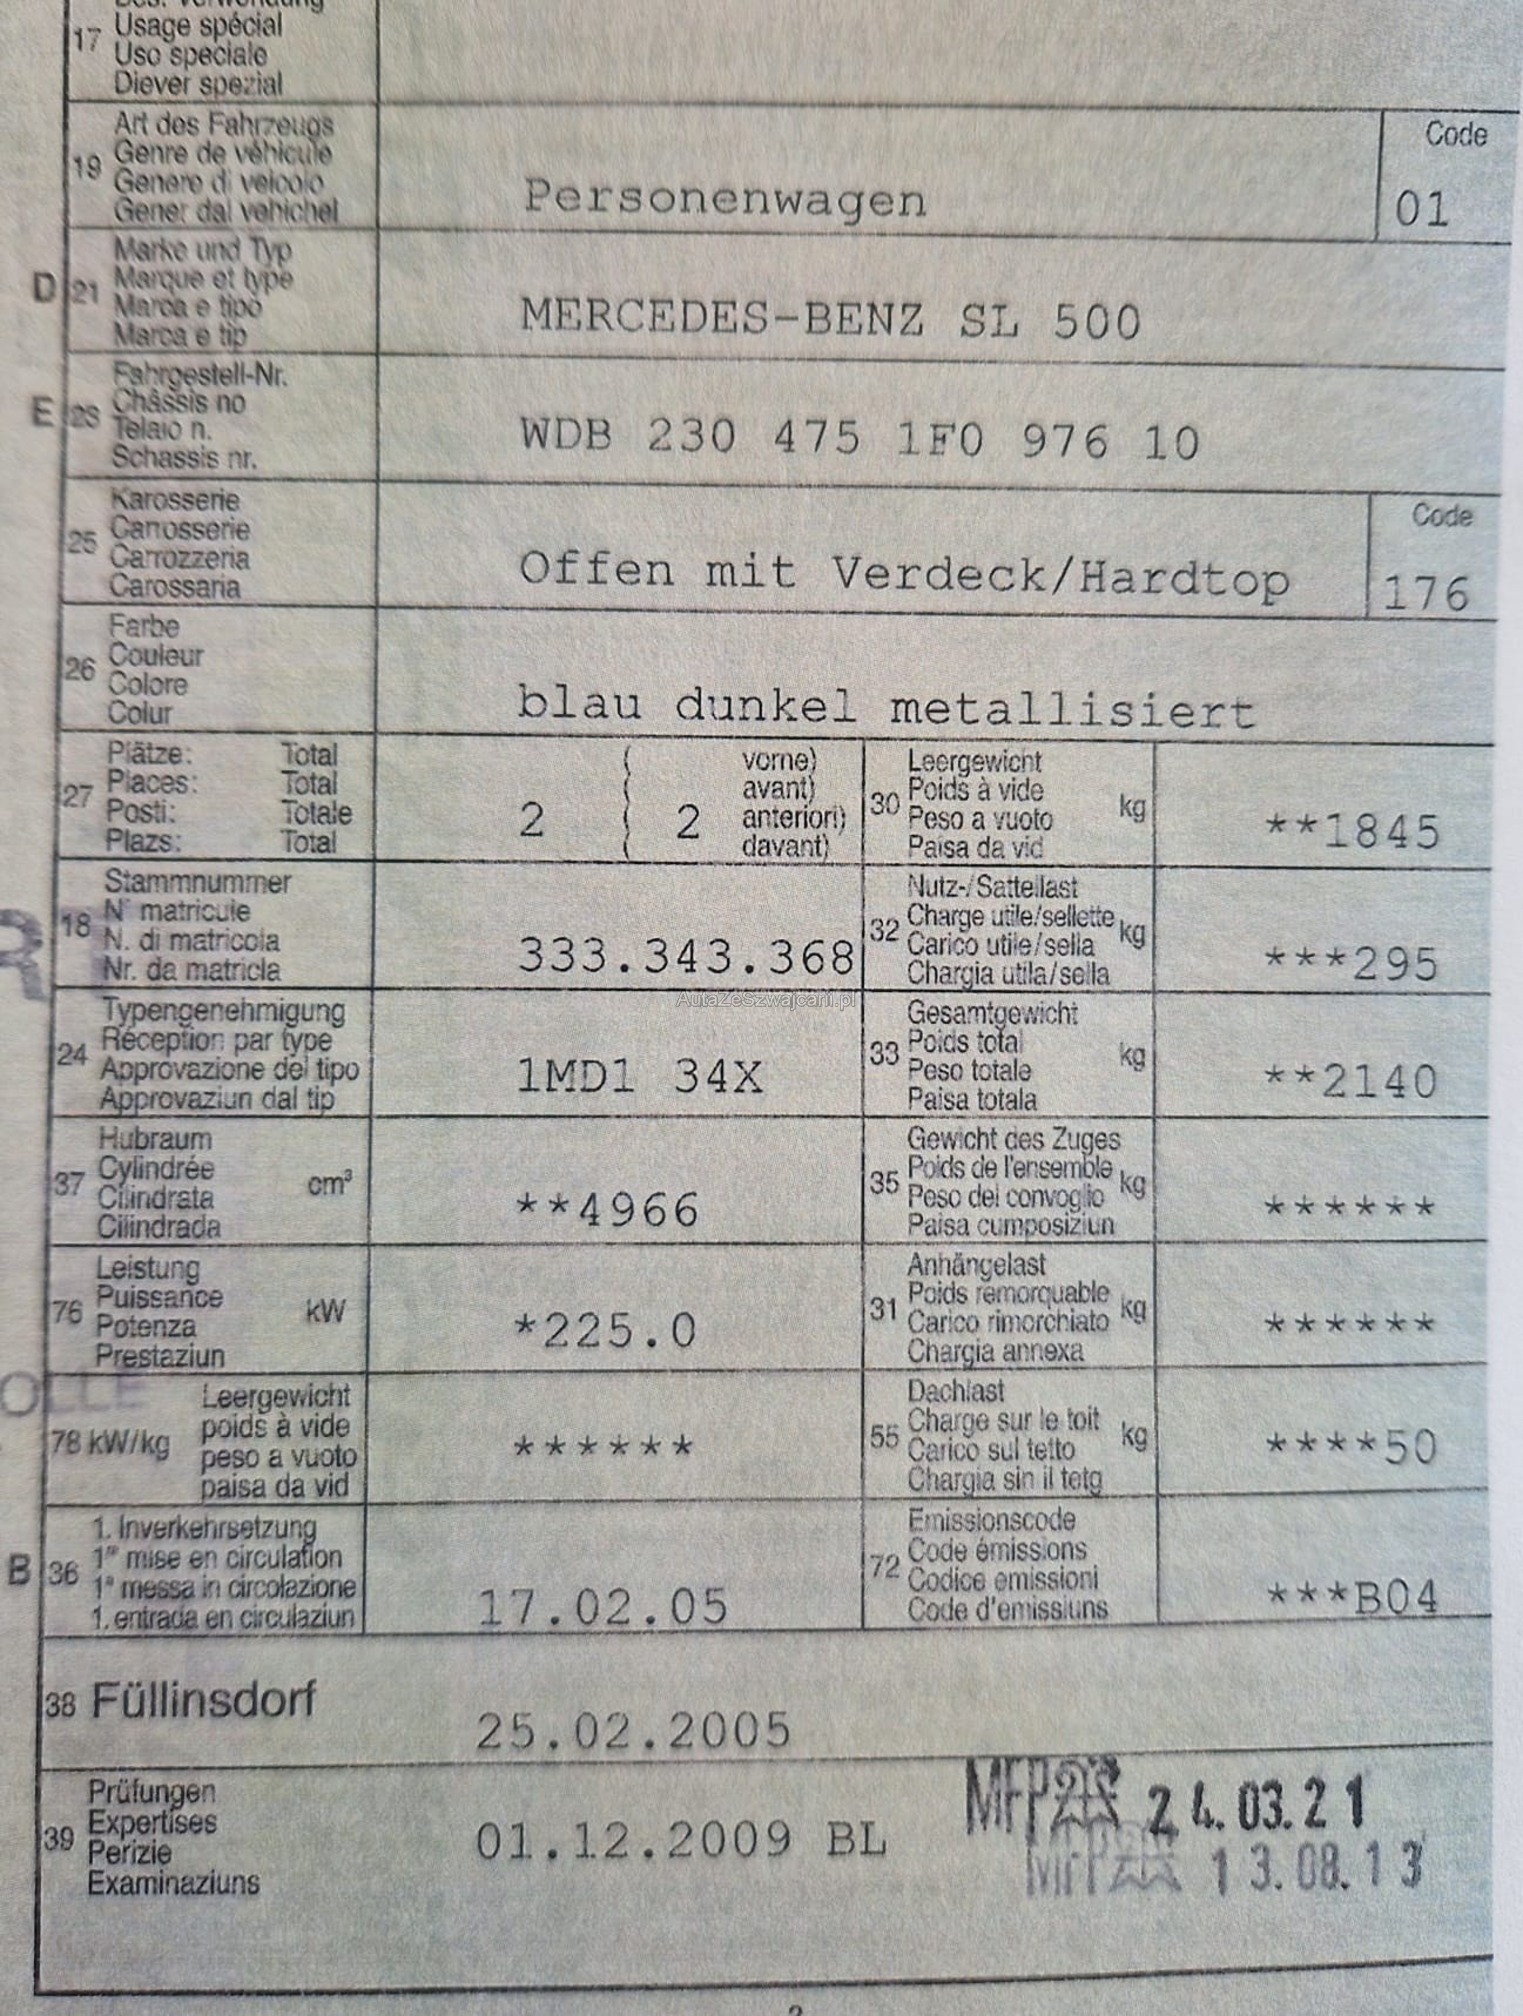 17 Usage spécial
Uso speciale
Diever spezial
Art des Fahrzeugs
19 Genre de véhicule
Genere di veicolo
Gener dal vehichel
Personenwagen
Code
01
Marke und Typ
D 21 Marque et type
Marca e tipo
Marca e tip
MERCEDES-BENZ SL 500
Fahrgestell-Nr.
E 23 Châssis no
Telaio n.
Schassis nr.
WDB 230 475 1F0 976 10
Karosserie
25 Carrosserie
Carrozzeria
Carossaria
Offen mit Verdeck/Hardtop
Code
176
Farbe
26 Couleur
Colore
Colur
blau dunkel metallisiert
27 Plätze: Total
Places: Total
Posti: Totale
Plazs: Total
2 ( 2 vorne)
( avant)
( anteriori)
( davant)
Leergewicht
30 Poids à vide kg
Peso a vuoto
Paisa da vid
**1845
Stammnummer
18 N° matricule
N. di matricola
Nr. da matricla
333.343.368
Nutz-/Sattellast
32 Charge utile/sellette kg
Carico utile/sella
Chargia utila/sella
***295
AutaZeSzwajcarii.pl
Typengenehmigung
24 Réception par type
Approvazione del tipo
Approvaziun dal tip
1MD1 34X
Gesamtgewicht
33 Poids total kg
Peso totale
Paisa totala
**2140
Hubraum
37 Cylindrée cm³
Cilindrata
Cilindrada
**4966
Gewicht des Zuges
35 Poids de l'ensemble kg
Peso del convoglio
Paisa cumposiziun
******
Leistung
76 Puissance kW
Potenza
Prestaziun
*225.0
Anhängelast
31 Poids remorquable kg
Carico rimorchiato
Chargia annexa
******
Leergewicht
78 kW/kg poids à vide
peso a vuoto
paisa da vid
******
Dachlast
55 Charge sur le toit kg
Carico sul tetto
Chargia sin il tetg
****50
1. Inverkehrsetzung
B 36 1re mise en circulation
1a messa in circolazione
1. entrada en circulaziun
17.02.05
Emissionscode
72 Code émissions
Codice emissioni
Code d'emissiuns
***B04
38 Füllinsdorf
25.02.2005
Prüfungen
39 Expertises
Perizie
Examinaziuns
01.12.2009 BL
MFP 24.03.21
MFP 13.08.13